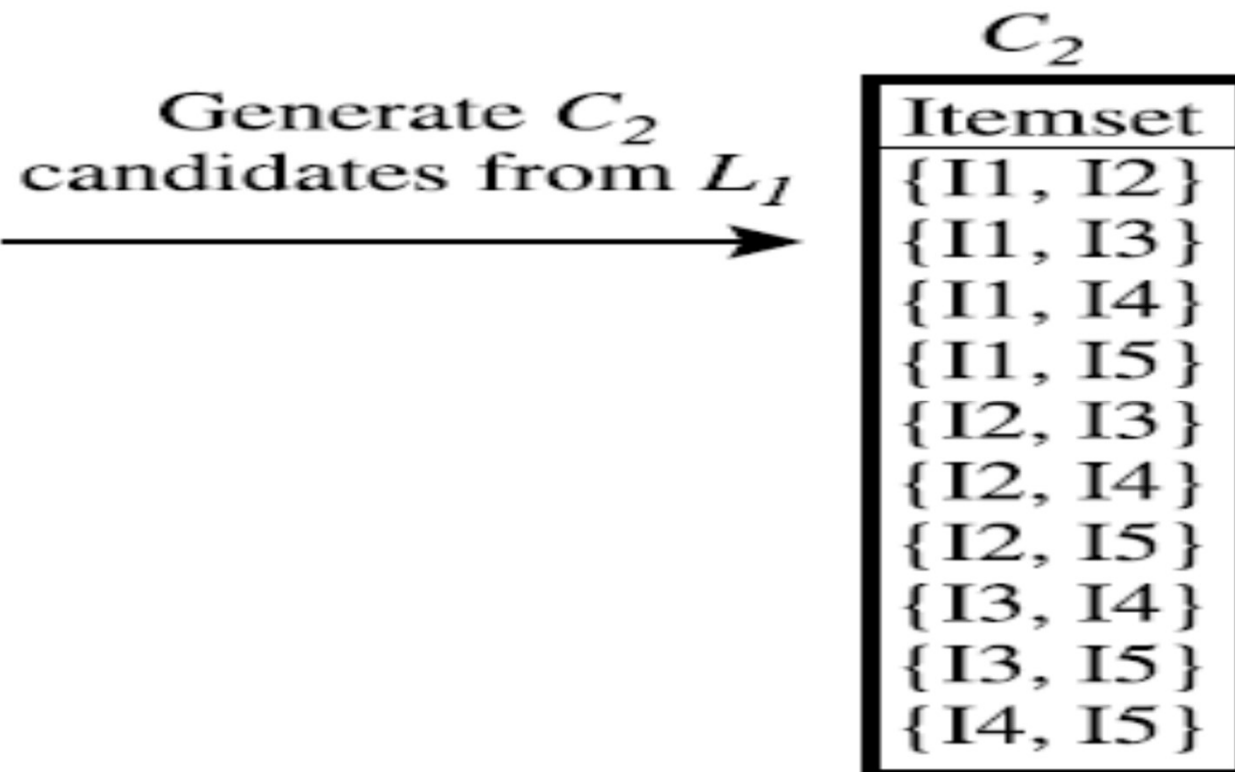 C2
Generate C2
candidates from L1
Itemset
{I1, I2}
{I1, I3}
{I1, I4}
{I1, I5}
{I2, I3}
{I2, I4}
{I2, I5}
{I3, I4}
{I3, I5}
{I4, I5}